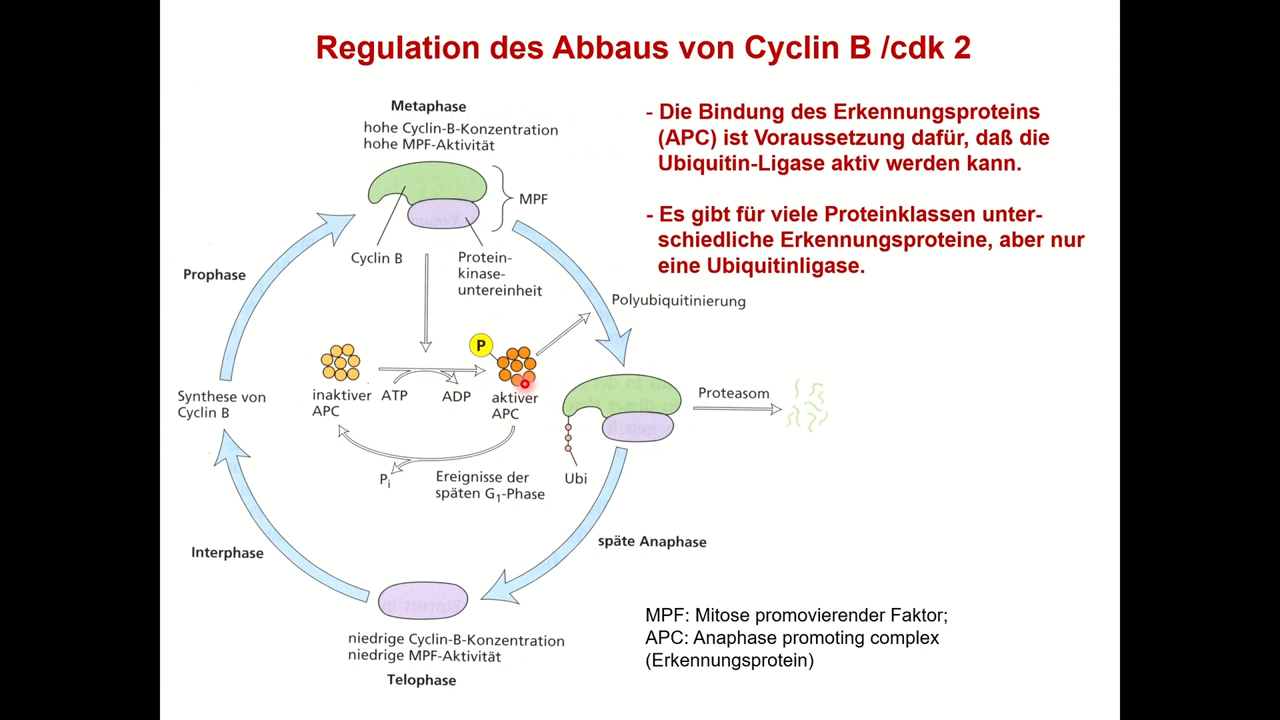 Regulation des Abbaus von Cyclin B /cdk 2
Metaphase
hohe Cyclin-B-Konzentration
hohe MPF-Aktivität
MPF
Cyclin B
Protein-
kinase-
untereinheit
- Die Bindung des Erkennungsproteins
(APC) ist Voraussetzung dafür, daß die
Ubiquitin-Ligase aktiv werden kann.
- Es gibt für viele Proteinklassen unter-
schiedliche Erkennungsproteine, aber nur
eine Ubiquitinligase.
Prophase
Polyubiquitinierung
P
Synthese von
Cyclin B
inaktiver
APC
ATP
ADP
aktiver
APC
Proteasom
Pi
Ereignisse der
späten G1-Phase
Ubi
Interphase
späte Anaphase
niedrige Cyclin-B-Konzentration
niedrige MPF-Aktivität
Telophase
MPF: Mitose promovierender Faktor;
APC: Anaphase promoting complex
(Erkennungsprotein)